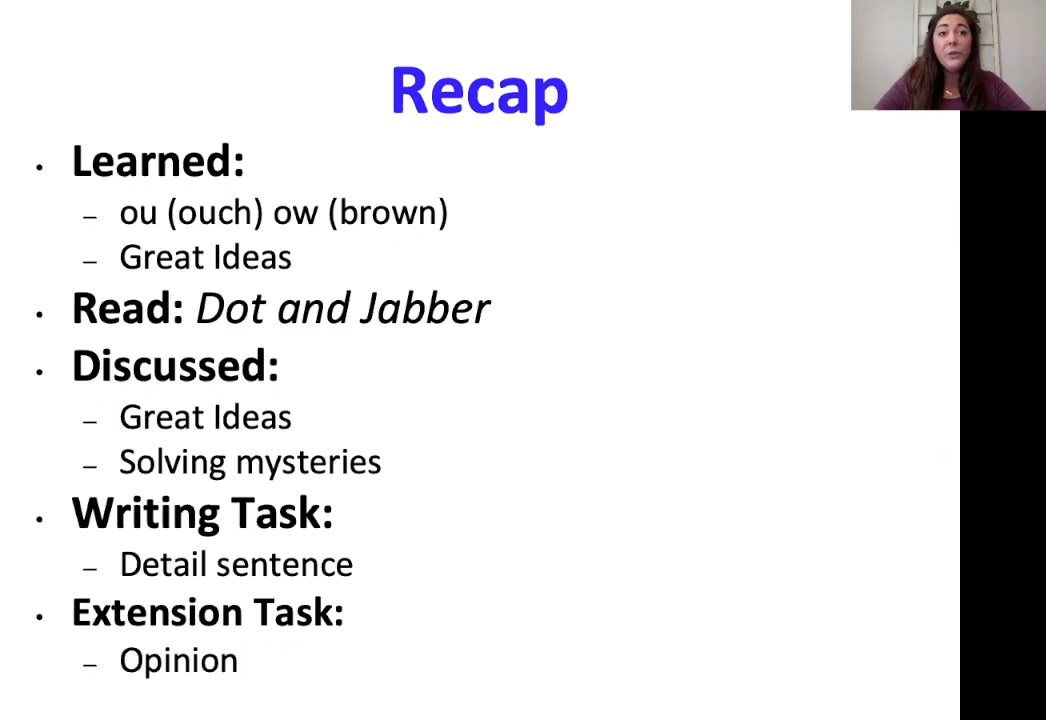 Recap
• Learned:
– ou (ouch) ow (brown)
– Great Ideas
• Read: Dot and Jabber
• Discussed:
– Great Ideas
– Solving mysteries
• Writing Task:
– Detail sentence
• Extension Task:
– Opinion